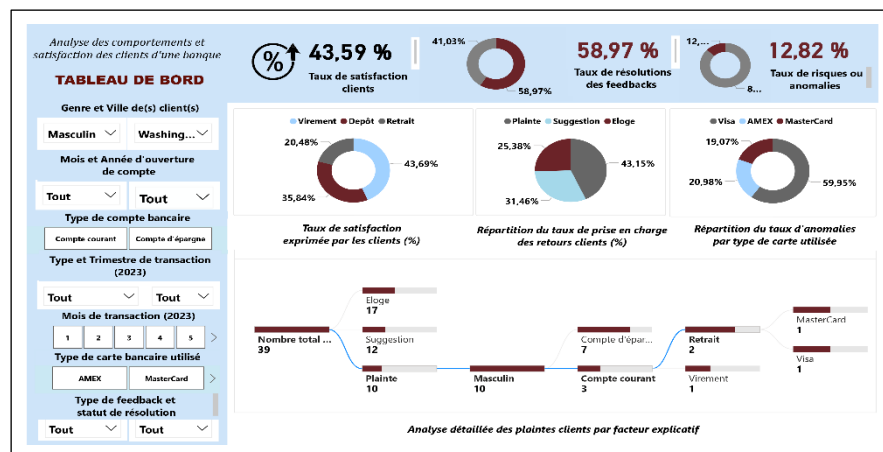 Analyse des comportements et
satisfaction des clients d'une banque
TABLEAU DE BORD
Genre et Ville de(s) client(s)
Masculin
Washing...
Mois et Année d'ouverture
de compte
Tout
Tout
Type de compte bancaire
Compte courant
Compte d'épargne
Type et Trimestre de transaction
(2023)
Tout
Tout
Mois de transaction (2023)
1 2 3 4 5
Type de carte bancaire utilisé
AMEX
MasterCard
Type de feedback et
statut de résolution
Tout
Tout
%
43,59 %
Taux de satisfaction
clients
41,03%
58,97%
58,97 %
Taux de résolutions
des feedbacks
12,...
8...
12,82 %
Taux de risques ou
anomalies
Virement Depôt Retrait
20,48%
43,69%
35,84%
Taux de satisfaction
exprimée par les clients (%)
Plainte Suggestion Eloge
25,38%
43,15%
31,46%
Répartition du taux de prise en charge
des retours clients (%)
Visa AMEX MasterCard
19,07%
20,98%
59,95%
Répartition du taux d'anomalies
par type de carte utilisée
Nombre total ...
39
Eloge
17
Suggestion
12
Plainte
10
Masculin
10
Compte d'épar...
7
Compte courant
3
Retrait
2
Virement
1
MasterCard
1
Visa
1
Analyse détaillée des plaintes clients par facteur explicatif